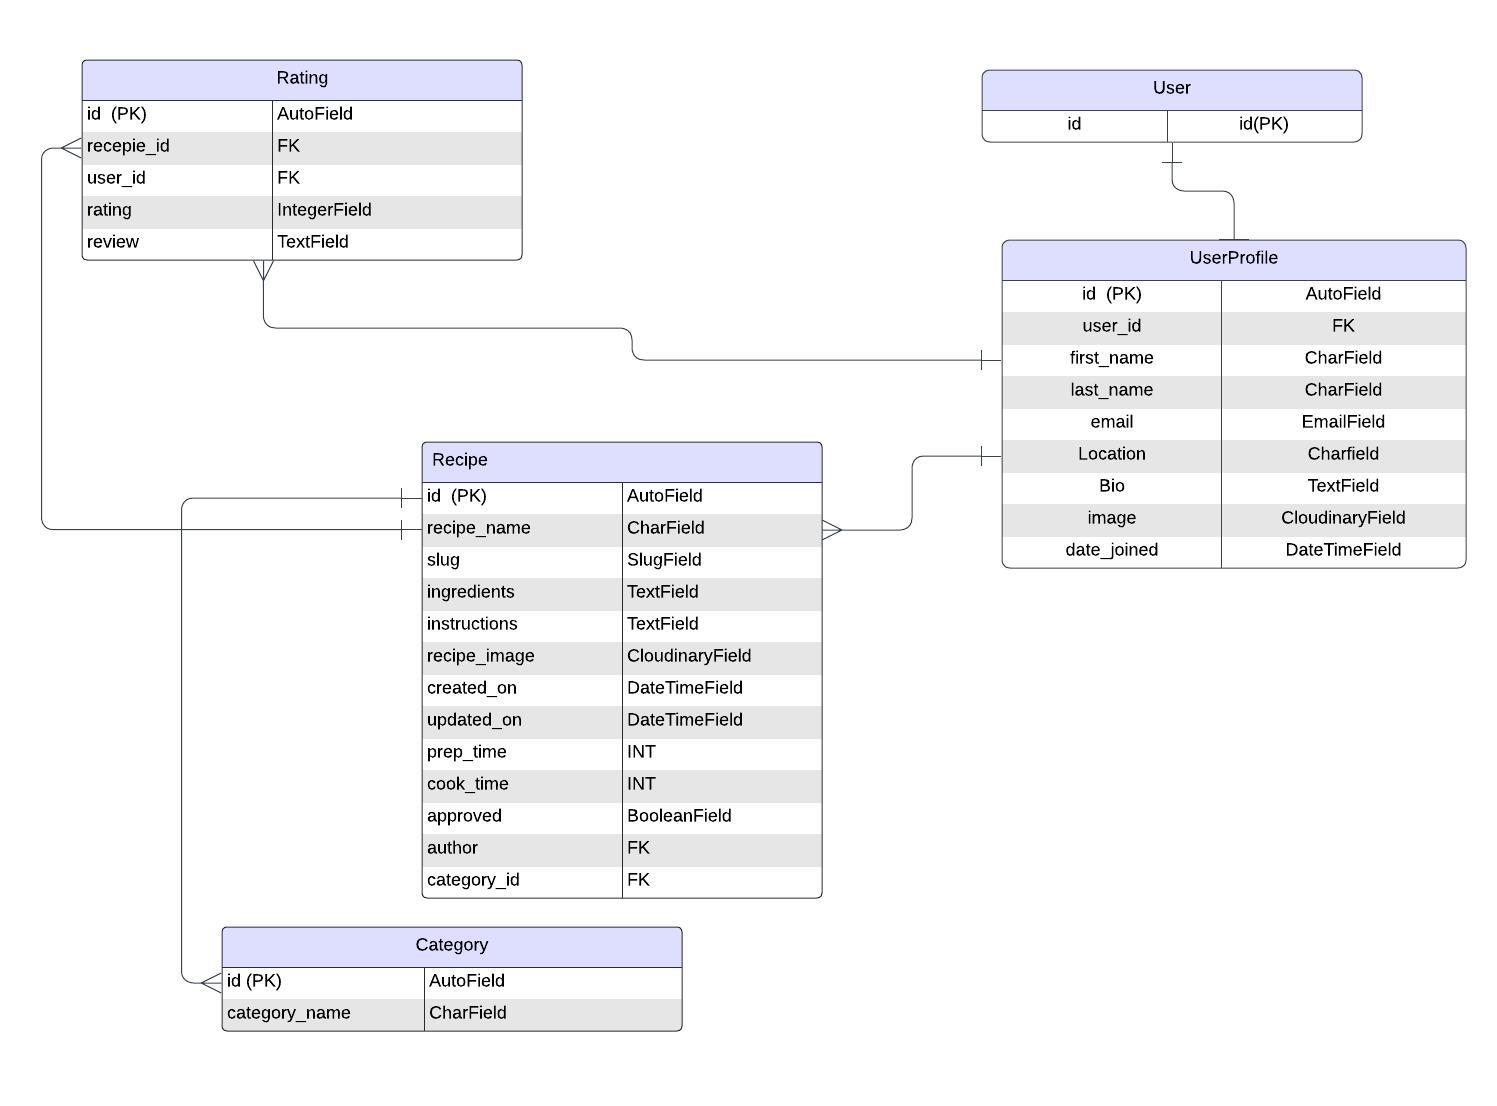 Rating
id (PK) AutoField
recepie_id FK
user_id FK
rating IntegerField
review TextField
User
id id(PK)
UserProfile
id (PK) AutoField
user_id FK
first_name CharField
last_name CharField
email EmailField
Location Charfield
Bio TextField
image CloudinaryField
date_joined DateTimeField
Recipe
id (PK) AutoField
recipe_name CharField
slug SlugField
ingredients TextField
instructions TextField
recipe_image CloudinaryField
created_on DateTimeField
updated_on DateTimeField
prep_time INT
cook_time INT
approved BooleanField
author FK
category_id FK
Category
id (PK) AutoField
category_name CharField